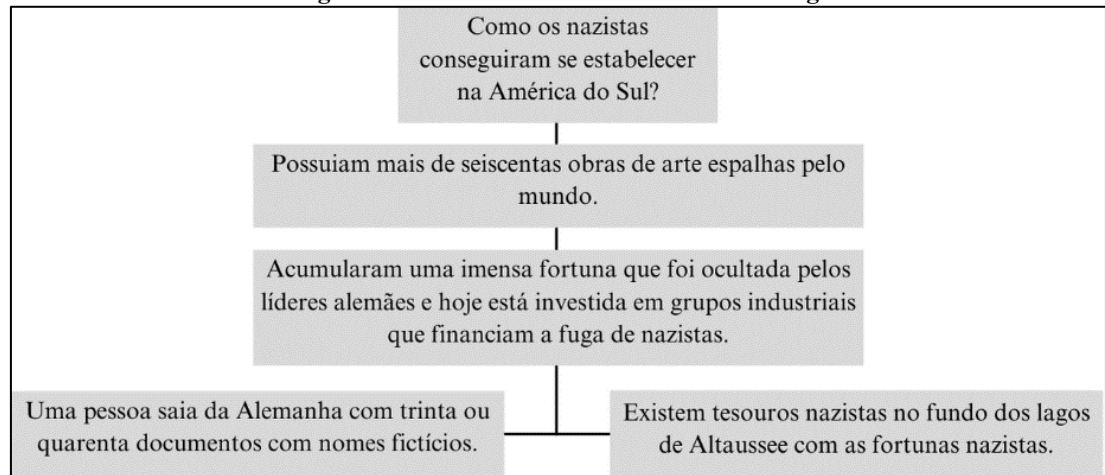 Como os nazistas
conseguiram se estabelecer
na América do Sul?
Possuiam mais de seiscentas obras de arte espalhas pelo
mundo.
Acumularam uma imensa fortuna que foi ocultada pelos
líderes alemães e hoje está investida em grupos industriais
que financiam a fuga de nazistas.
Uma pessoa saia da Alemanha com trinta ou
quarenta documentos com nomes fictícios.
Existem tesouros nazistas no fundo dos lagos
de Altaussee com as fortunas nazistas.